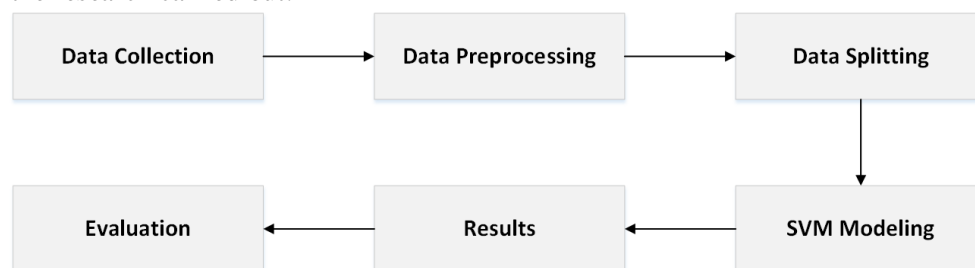 Data Collection
Data Preprocessing
Data Splitting
SVM Modeling
Results
Evaluation